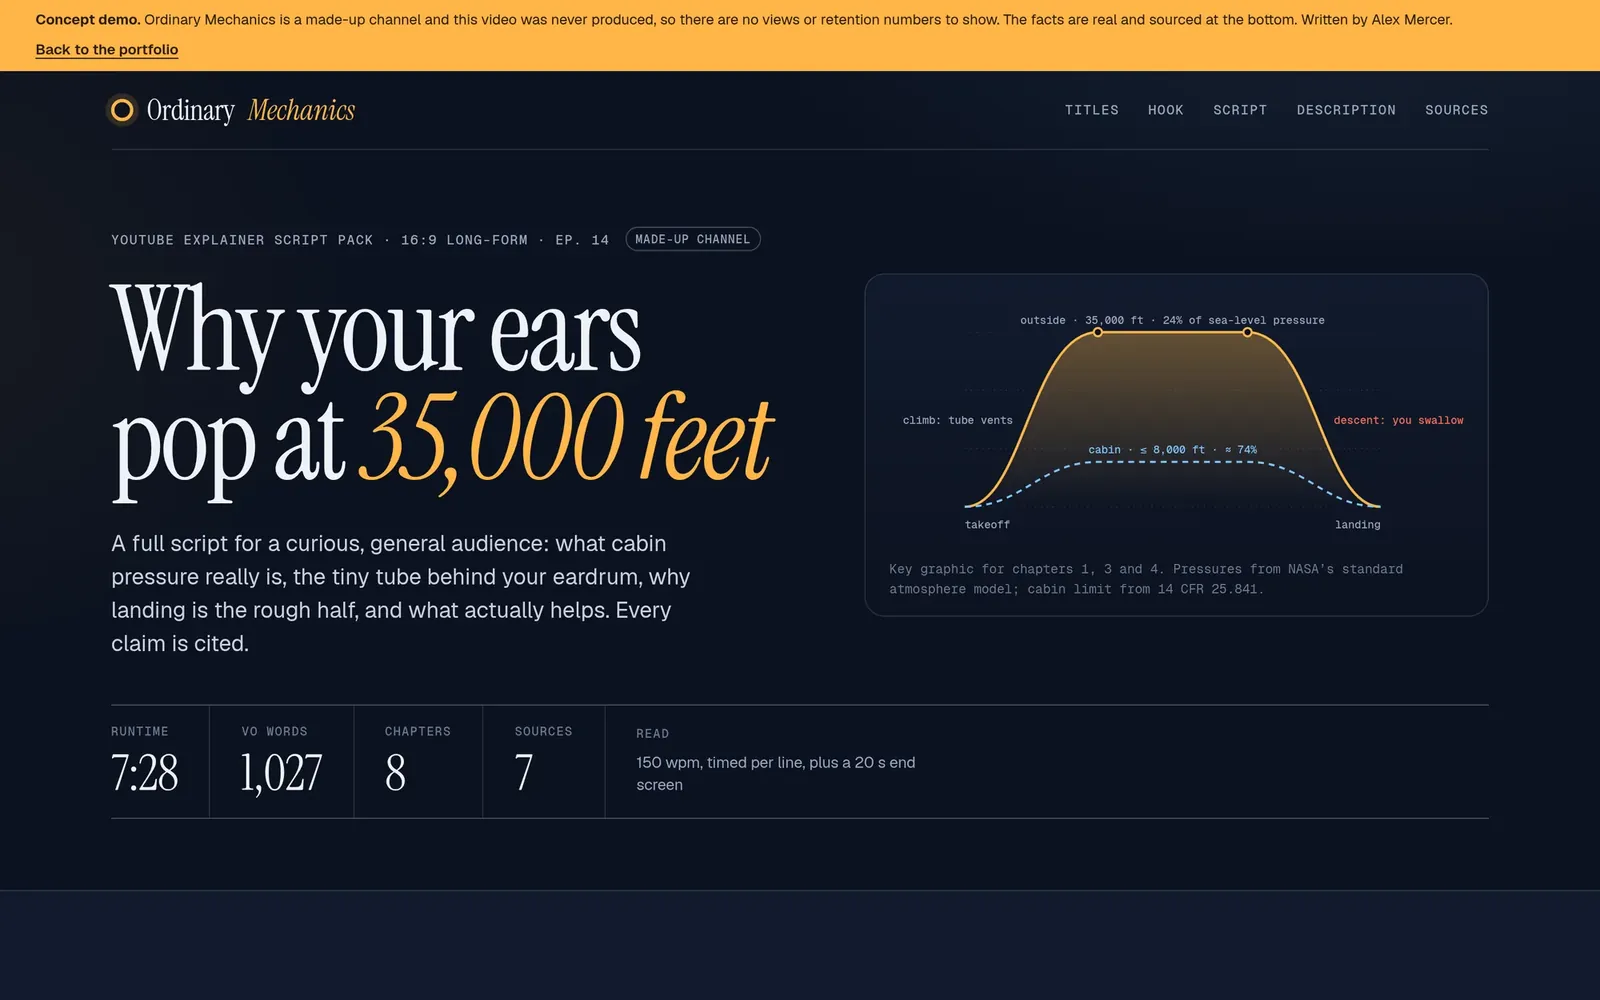 Concept demo. Ordinary Mechanics is a made-up channel and this video was never produced, so there are no views or retention numbers to show. The facts are real and sourced at the bottom. Written by Alex Mercer.
Back to the portfolio
Ordinary Mechanics
TITLES HOOK SCRIPT DESCRIPTION SOURCES
YOUTUBE EXPLAINER SCRIPT PACK · 16:9 LONG-FORM · EP. 14 MADE-UP CHANNEL
Why your ears
pop at 35,000 feet
A full script for a curious, general audience: what cabin
pressure really is, the tiny tube behind your eardrum, why
landing is the rough half, and what actually helps. Every
claim is cited.
outside · 35,000 ft · 24% of sea-level pressure
climb: tube vents
descent: you swallow
cabin · ≤ 8,000 ft · ≈ 74%
takeoff
landing
Key graphic for chapters 1, 3 and 4. Pressures from NASA's standard
atmosphere model; cabin limit from 14 CFR 25.841.
RUNTIME
7:28
VO WORDS
1,027
CHAPTERS
8
SOURCES
7
READ
150 wpm, timed per line, plus a 20 s end
screen